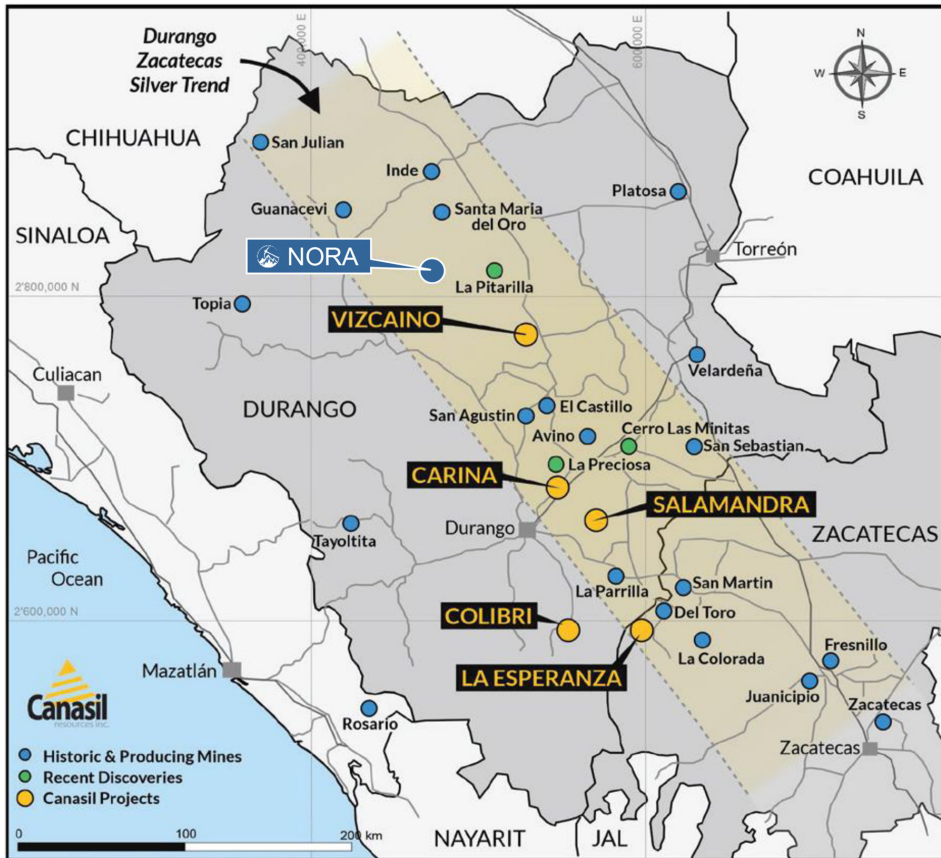 Durango
Zacatecas
Silver Trend
400,000 E
600,000 E
N
W
E
S
CHIHUAHUA
San Julian
Inde
Platosa
COAHUILA
Guanacevi
Santa Maria
del Oro
SINALOA
NORA
Torreón
La Pitarilla
2'800,000 N
Topia
VIZCAINO
Velardeña
Culiacan
DURANGO
El Castillo
San Agustin
Cerro Las Minitas
Avino
San Sebastian
La Preciosa
CARINA
SALAMANDRA
Durango
ZACATECAS
Tayoltita
Pacific
Ocean
San Martin
La Parrilla
2'600,000 N
COLIBRI
Del Toro
La Colorada
Fresnillo
Mazatlán
LA ESPERANZA
Juanicipio
Canasil
resources inc.
Rosario
Zacatecas
Zacatecas
Historic & Producing Mines
Recent Discoveries
Canasil Projects
0
100
200 km
NAYARIT
JAL